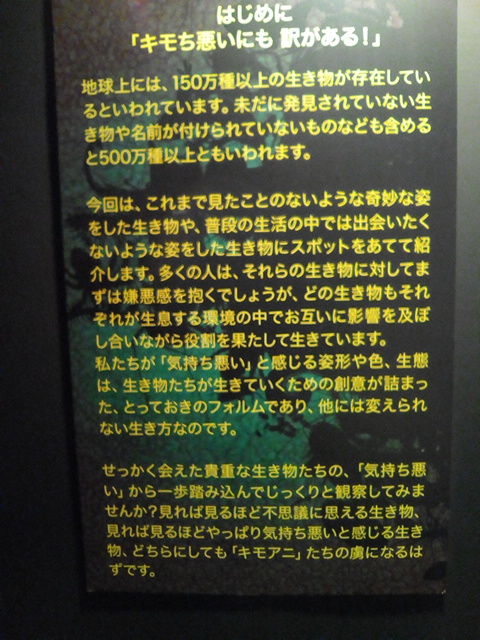 はじめに
「キモち悪いにも 訳がある!」
地球上には、150万種以上の生き物が存在してい
るといわれています。未だに発見されていない生
き物や名前が付けられていないものなども含める
と500万種以上ともいわれます。
今回は、これまで見たことのないような奇妙な姿
をした生き物や、普段の生活の中では出会いたく
ないような姿をした生き物にスポットをあてて紹
介します。多くの人は、それらの生き物に対してま
ずは嫌悪感を抱くでしょうが、どの生き物もそれ
ぞれが生息する環境の中でお互いに影響を及ぼ
し合いながら役割を果たして生きています。
私たちが「気持ち悪い」と感じる姿形や色、生態
は、生き物たちが生きていくための創意が詰まっ
た、とっておきのフォルムであり、他には変えられ
ない生き方なのです。
せっかく会えた貴重な生き物たちの、「気持ち悪
い」から一歩踏み込んでじっくりと観察してみま
せんか?見れば見るほど不思議に思える生き物、
見れば見るほどやっぱり気持ち悪いと感じる生き
物、どちらにしても「キモアニ」たちの虜になるは
ずです。